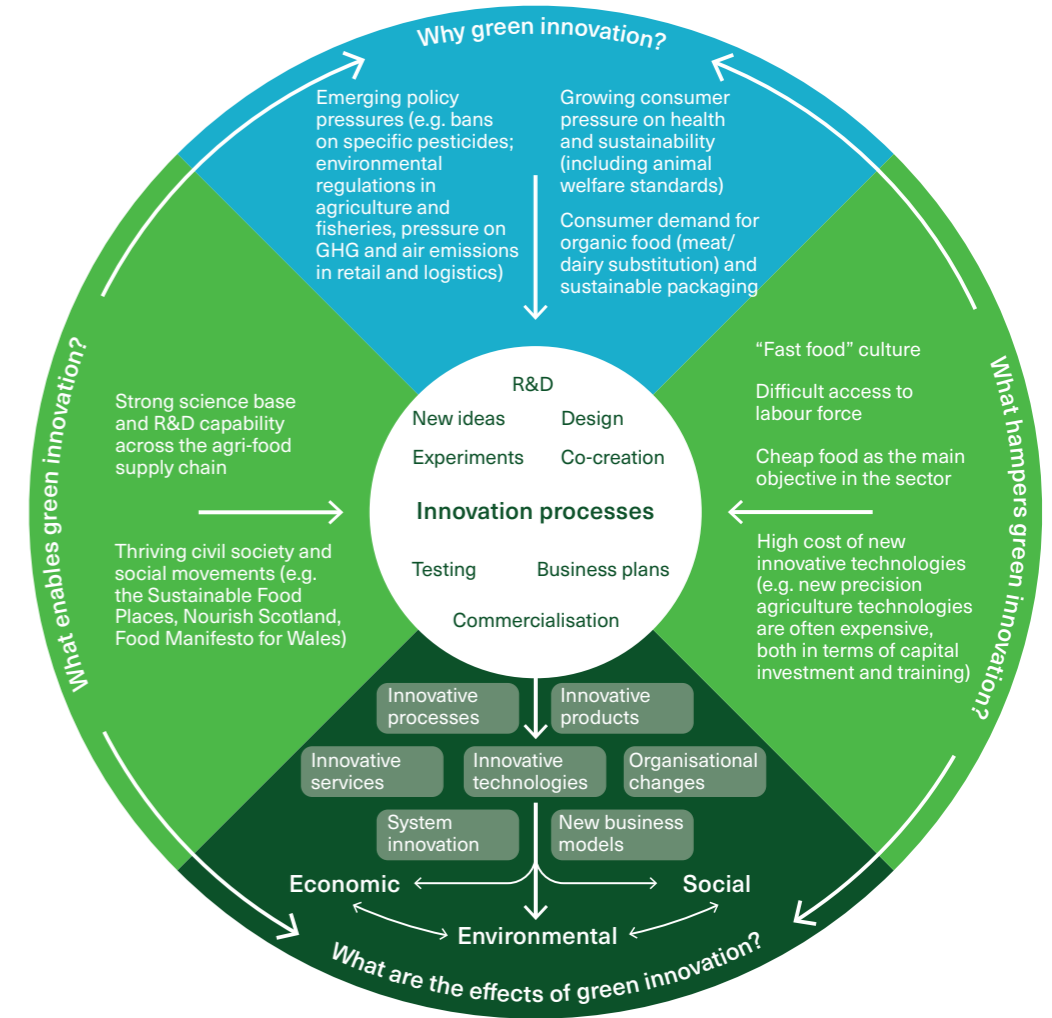 Why green innovation?
Emerging policy
pressures (e.g. bans
on specific pesticides;
environmental
regulations in
agriculture and
fisheries, pressure on
GHG and air emissions
in retail and logistics)
Growing consumer
pressure on health
and sustainability
(including animal
welfare standards)
Consumer demand for
organic food (meat/
dairy substitution) and
sustainable packaging
What enables green innovation?
Strong science base
and R&D capability
across the agri-food
supply chain
Thriving civil society and
social movements (e.g.
the Sustainable Food
Places, Nourish Scotland,
Food Manifesto for Wales)
R&D
New ideas
Design
Experiments
Co-creation
Innovation processes
Testing
Business plans
Commercialisation
What hampers green innovation?
“Fast food” culture
Difficult access to
labour force
Cheap food as the main
objective in the sector
High cost of new
innovative technologies
(e.g. new precision
agriculture technologies
are often expensive,
both in terms of capital
investment and training)
Innovative
processes
Innovative
products
Innovative
services
Innovative
technologies
Organisational
changes
System
innovation
New business
models
Economic
Social
Environmental
What are the effects of green innovation?